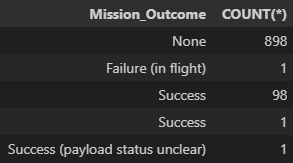 Mission_Outcome COUNT(*)
None 898
Failure (in flight) 1
Success 98
Success 1
Success (payload status unclear) 1